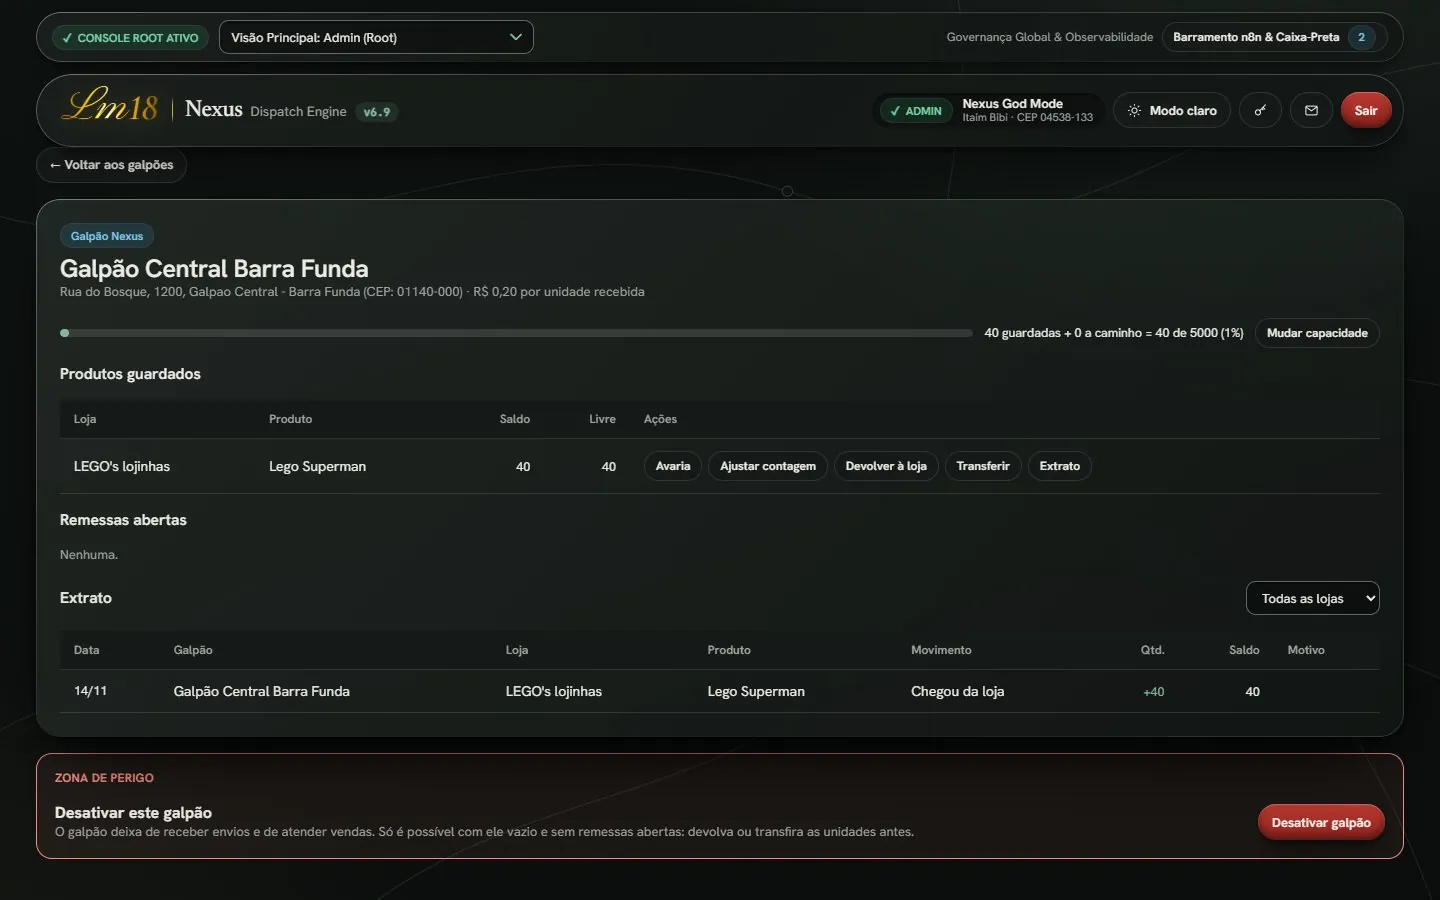 ✓ CONSOLE ROOT ATIVO
Visão Principal: Admin (Root)
Governança Global & Observabilidade
Barramento n8n & Caixa-Preta 2
Lm18 | Nexus Dispatch Engine v6.9
✓ ADMIN
Nexus God Mode
Itaim Bibi · CEP 04538-133
Modo claro
Sair
← Voltar aos galpões
Galpão Nexus
Galpão Central Barra Funda
Rua do Bosque, 1200, Galpao Central - Barra Funda (CEP: 01140-000) · R$ 0,20 por unidade recebida
40 guardadas + 0 a caminho = 40 de 5000 (1%)
Mudar capacidade
Produtos guardados
Loja Produto Saldo Livre Ações
LEGO's lojinhas Lego Superman 40 40 Avaria Ajustar contagem Devolver à loja Transferir Extrato
Remessas abertas
Nenhuma.
Extrato
Todas as lojas
Data Galpão Loja Produto Movimento Qtd. Saldo Motivo
14/11 Galpão Central Barra Funda LEGO's lojinhas Lego Superman Chegou da loja +40 40
ZONA DE PERIGO
Desativar este galpão
O galpão deixa de receber envios e de atender vendas. Só é possível com ele vazio e sem remessas abertas: devolva ou transfira as unidades antes.
Desativar galpão